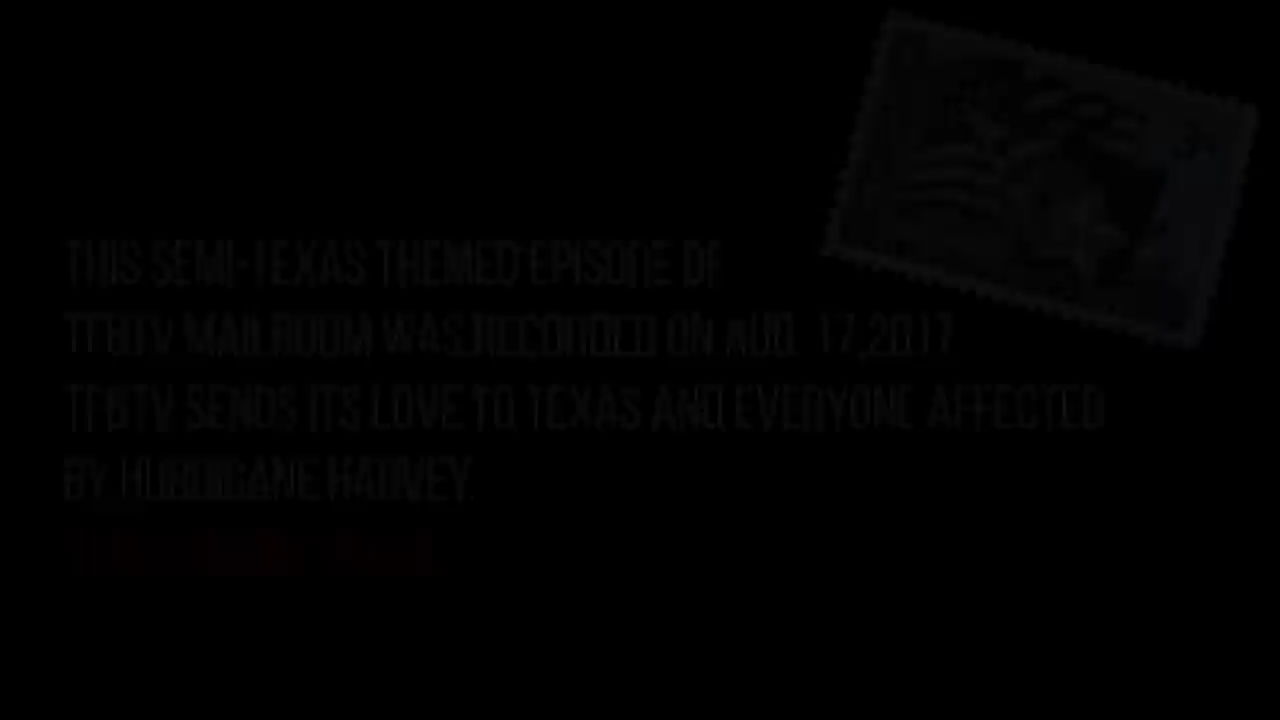 THIS SEMI-TEXAS THEMED EPISODE OF
TFBTV MAILROOM WAS RECORDED ON AUG. 17, 2017
TFBTV SENDS ITS LOVE TO TEXAS AND EVERYONE AFFECTED
BY HURRICANE HARVEY.